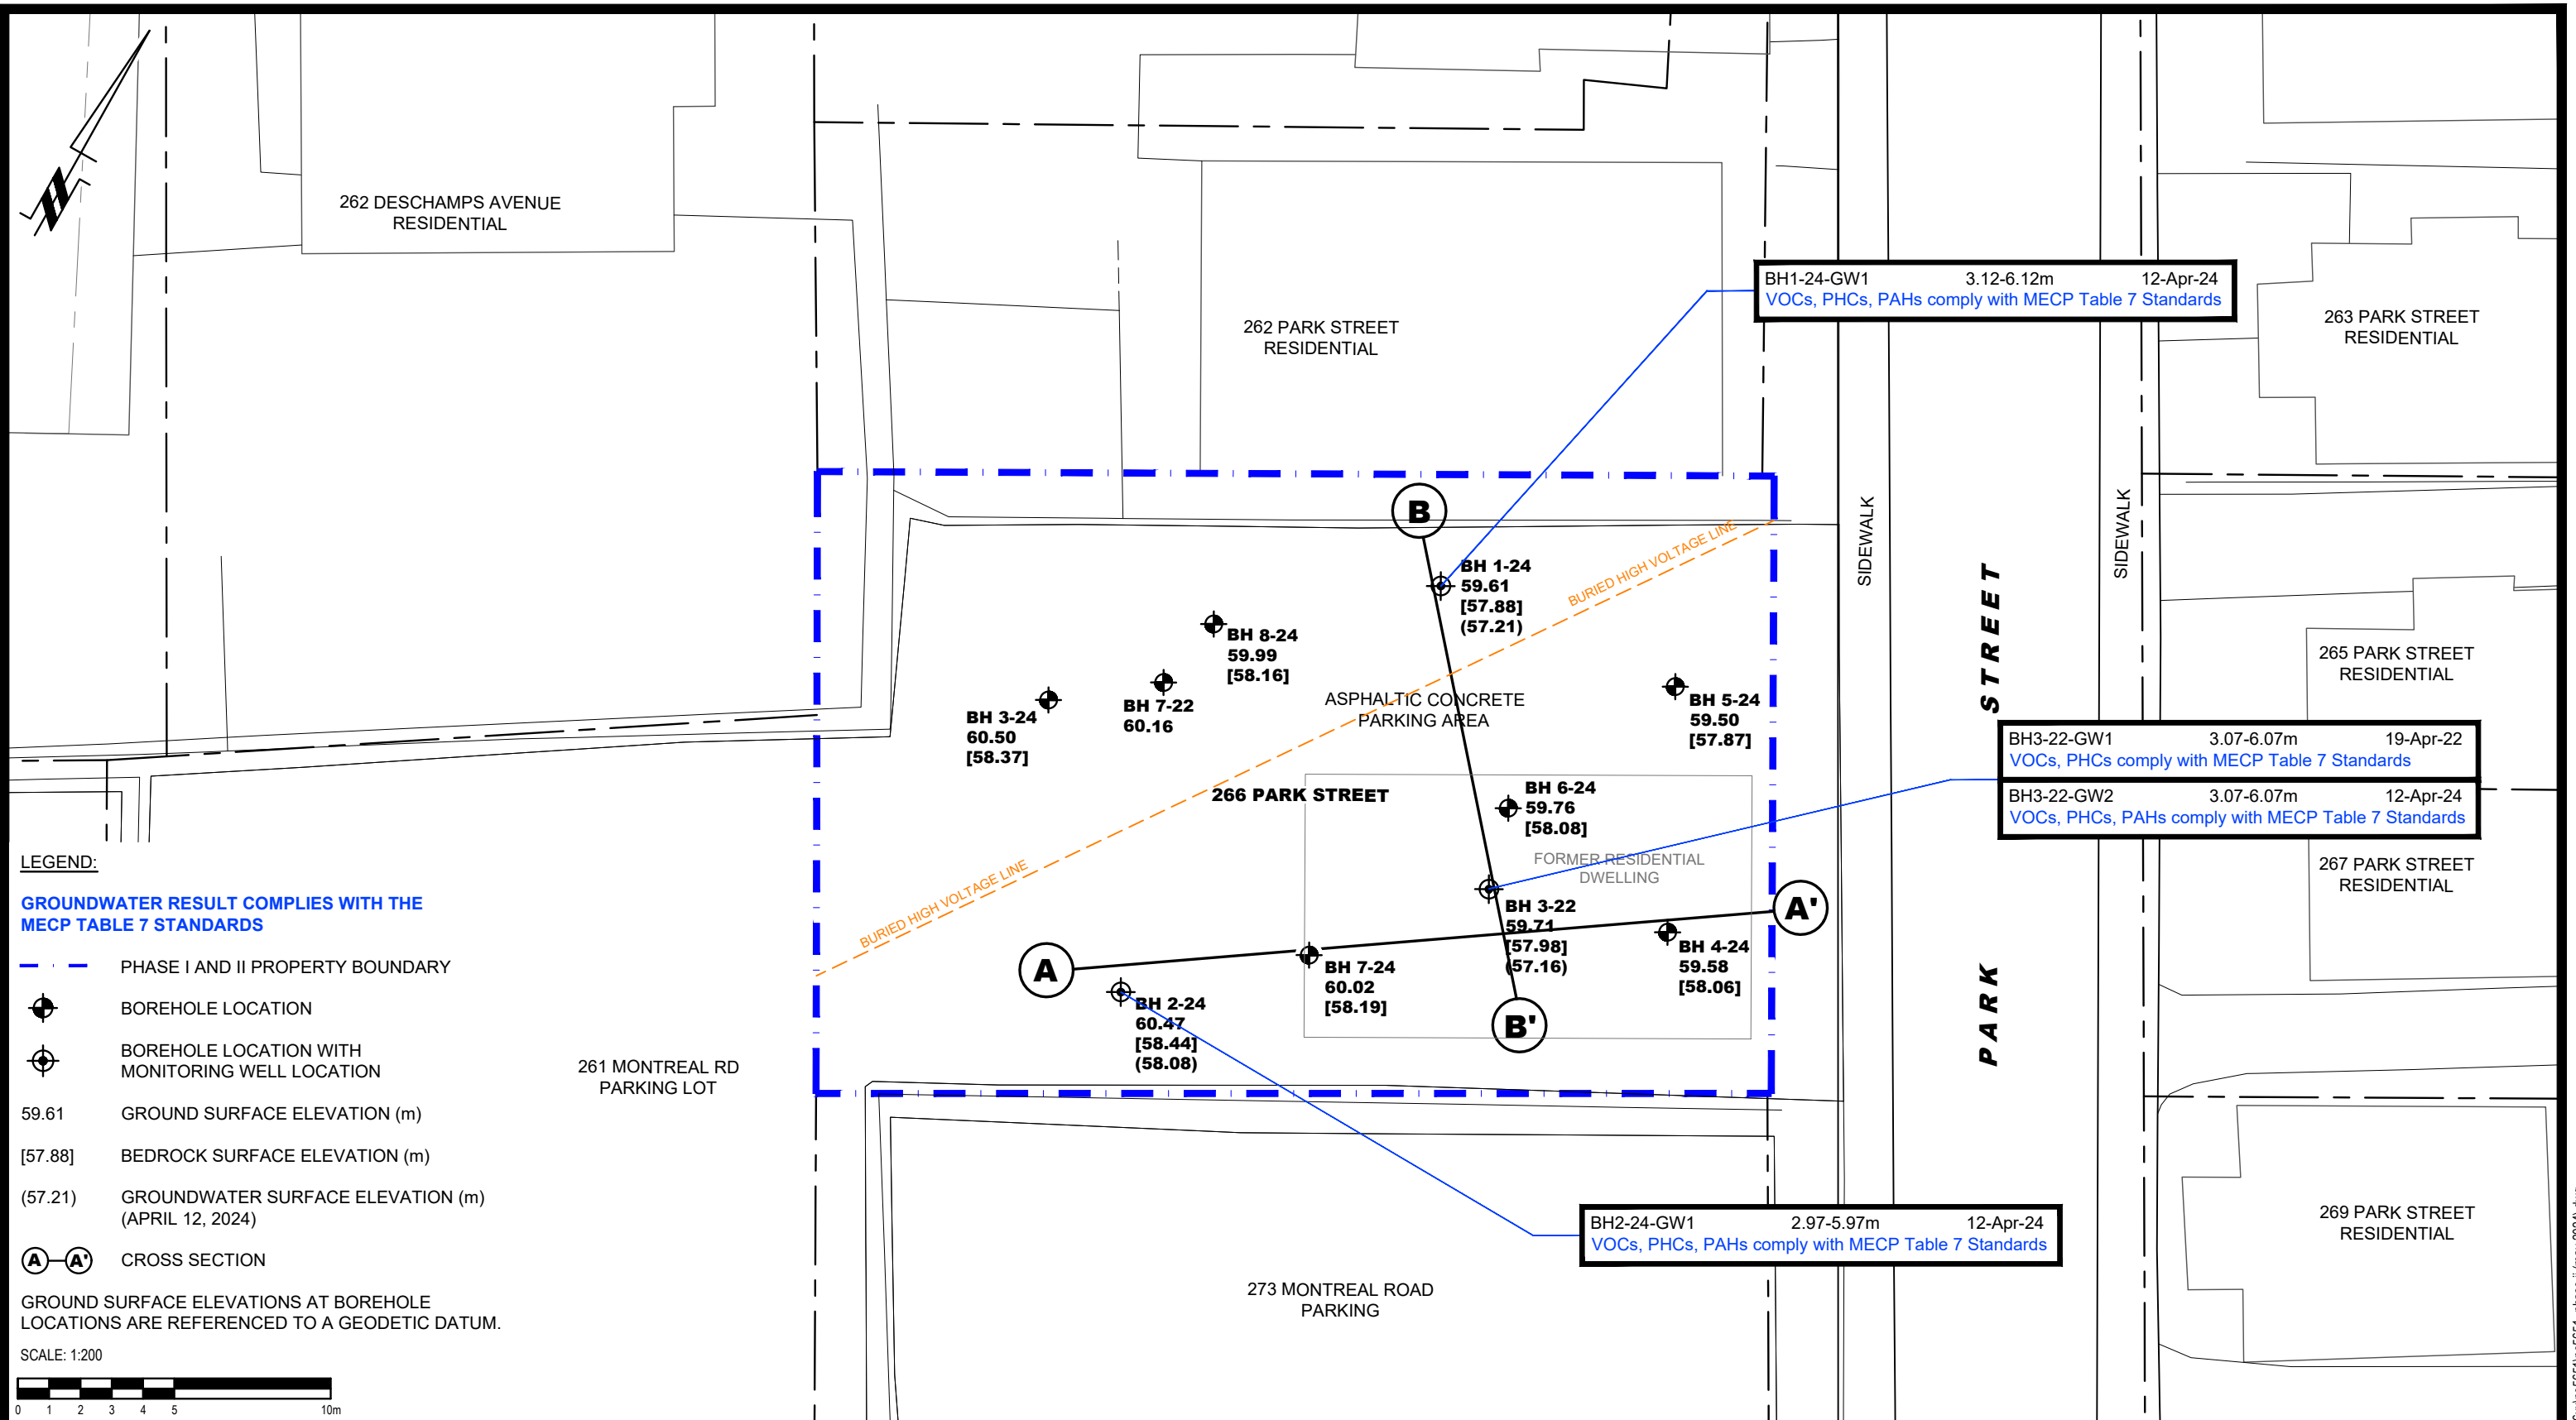 262 DESCHAMPS AVENUE
RESIDENTIAL
262 PARK STREET
RESIDENTIAL
BH1-24-GW1 3.12-6.12m 12-Apr-24
VOCs, PHCs, PAHs comply with MECP Table 7 Standards
263 PARK STREET
RESIDENTIAL
B
SIDEWALK
SIDEWALK
BURIED HIGH VOLTAGE LINE
BH 1-24
59.61
[57.88]
(57.21)
BH 8-24
59.99
[58.16]
BH 7-22
60.16
BH 3-24
60.50
[58.37]
ASPHALTIC CONCRETE
PARKING AREA
BH 5-24
59.50
[57.87]
PARK STREET
265 PARK STREET
RESIDENTIAL
BH3-22-GW1 3.07-6.07m 19-Apr-22
VOCs, PHCs comply with MECP Table 7 Standards
BH3-22-GW2 3.07-6.07m 12-Apr-24
VOCs, PHCs, PAHs comply with MECP Table 7 Standards
266 PARK STREET
BH 6-24
59.76
[58.08]
FORMER RESIDENTIAL
DWELLING
267 PARK STREET
RESIDENTIAL
BURIED HIGH VOLTAGE LINE
BH 3-22
59.71
[57.98]
(57.16)
A'
A
BH 4-24
59.58
[58.06]
BH 7-24
60.02
[58.19]
BH 2-24
60.47
[58.44]
(58.08)
B'
261 MONTREAL RD
PARKING LOT
BH2-24-GW1 2.97-5.97m 12-Apr-24
VOCs, PHCs, PAHs comply with MECP Table 7 Standards
269 PARK STREET
RESIDENTIAL
273 MONTREAL ROAD
PARKING
LEGEND:
GROUNDWATER RESULT COMPLIES WITH THE
MECP TABLE 7 STANDARDS
PHASE I AND II PROPERTY BOUNDARY
BOREHOLE LOCATION
BOREHOLE LOCATION WITH
MONITORING WELL LOCATION
59.61 GROUND SURFACE ELEVATION (m)
[57.88] BEDROCK SURFACE ELEVATION (m)
(57.21) GROUNDWATER SURFACE ELEVATION (m)
(APRIL 12, 2024)
A A' CROSS SECTION
GROUND SURFACE ELEVATIONS AT BOREHOLE
LOCATIONS ARE REFERENCED TO A GEODETIC DATUM.
SCALE: 1:200
0 1 2 3 4 5 10m